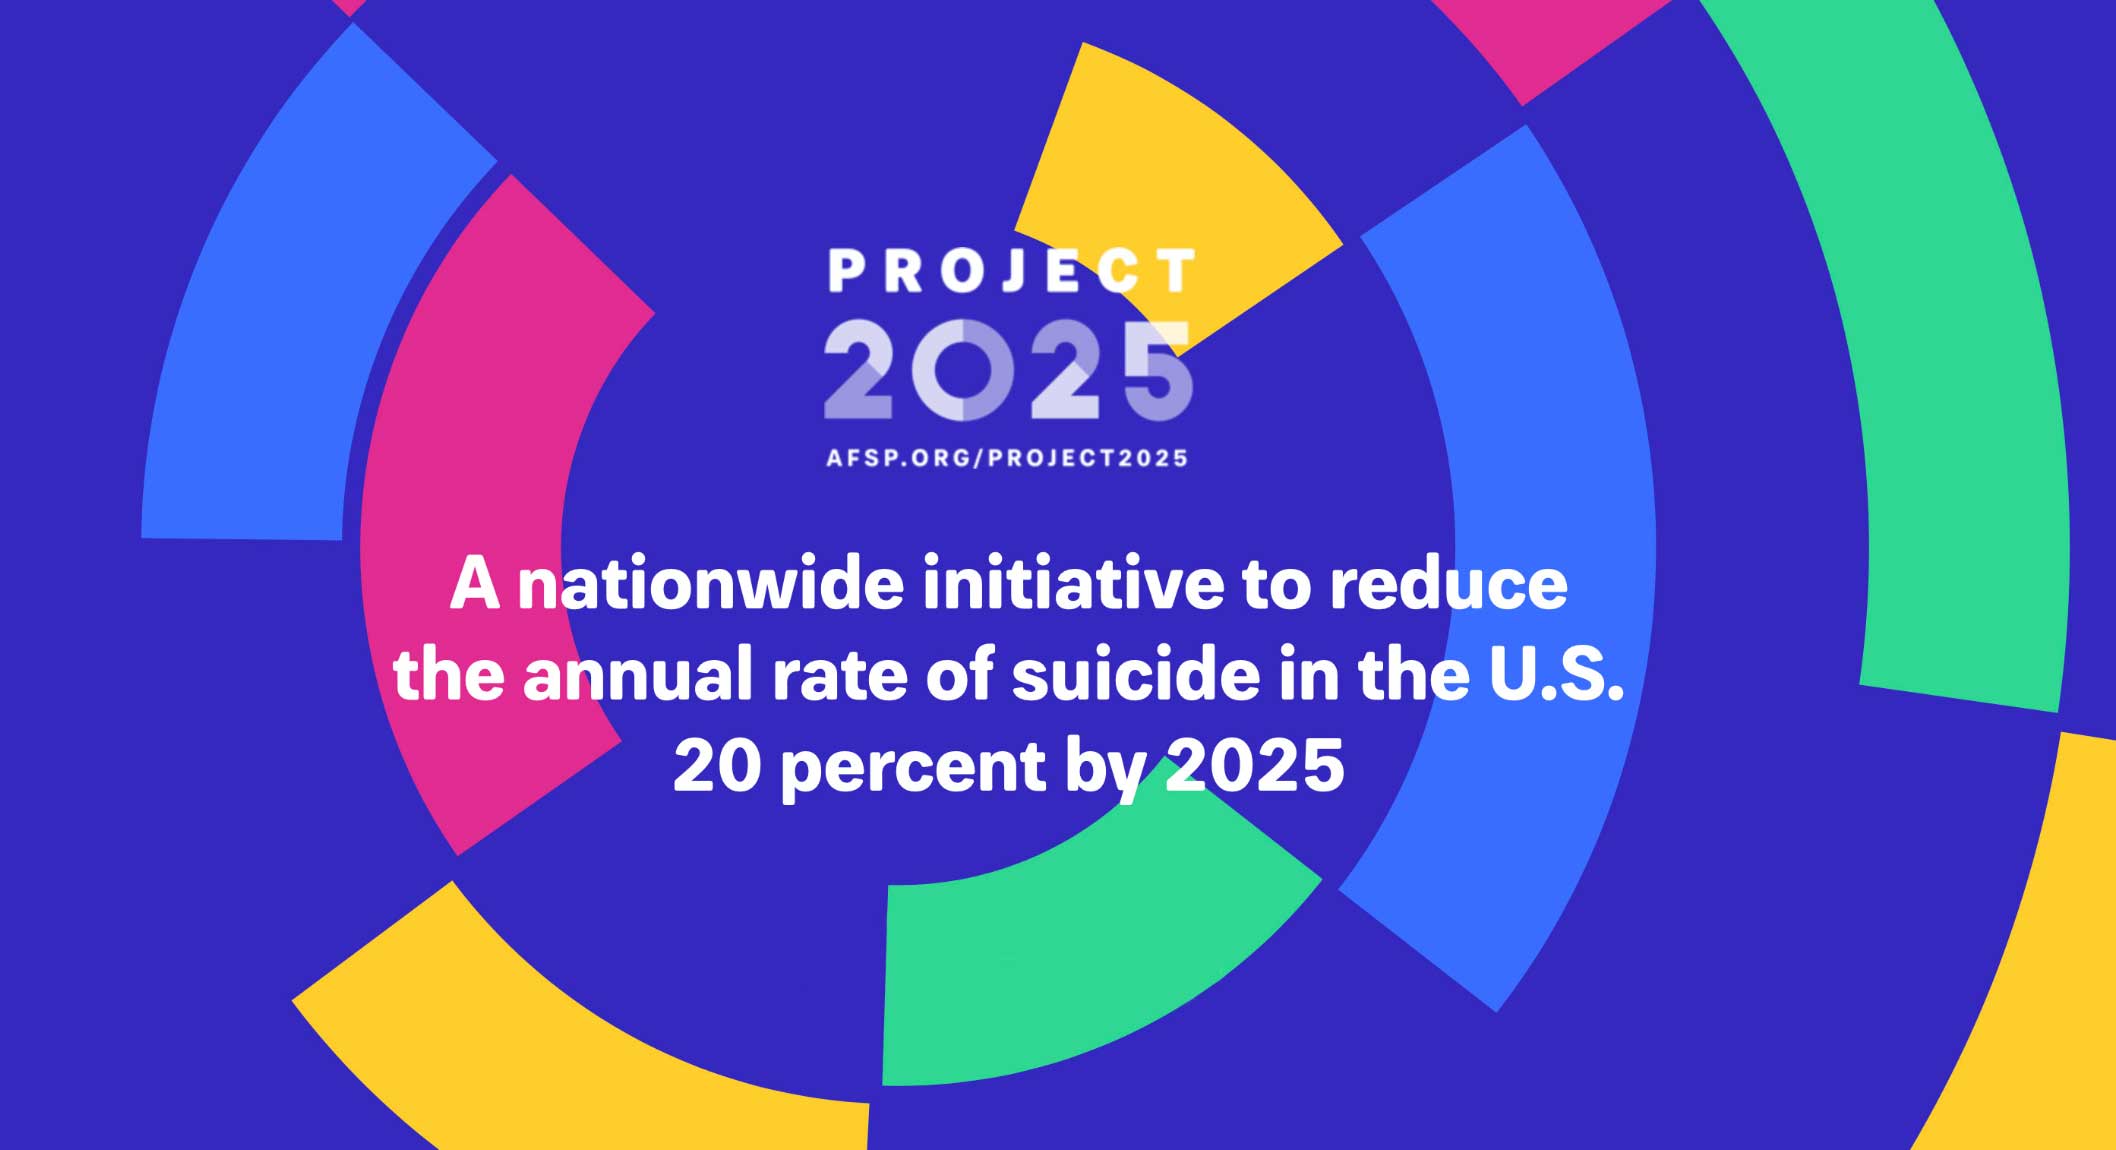 PROJECT
2025
AFSP.ORG/PROJECT2025
A nationwide initiative to reduce
the annual rate of suicide in the U.S.
20 percent by 2025